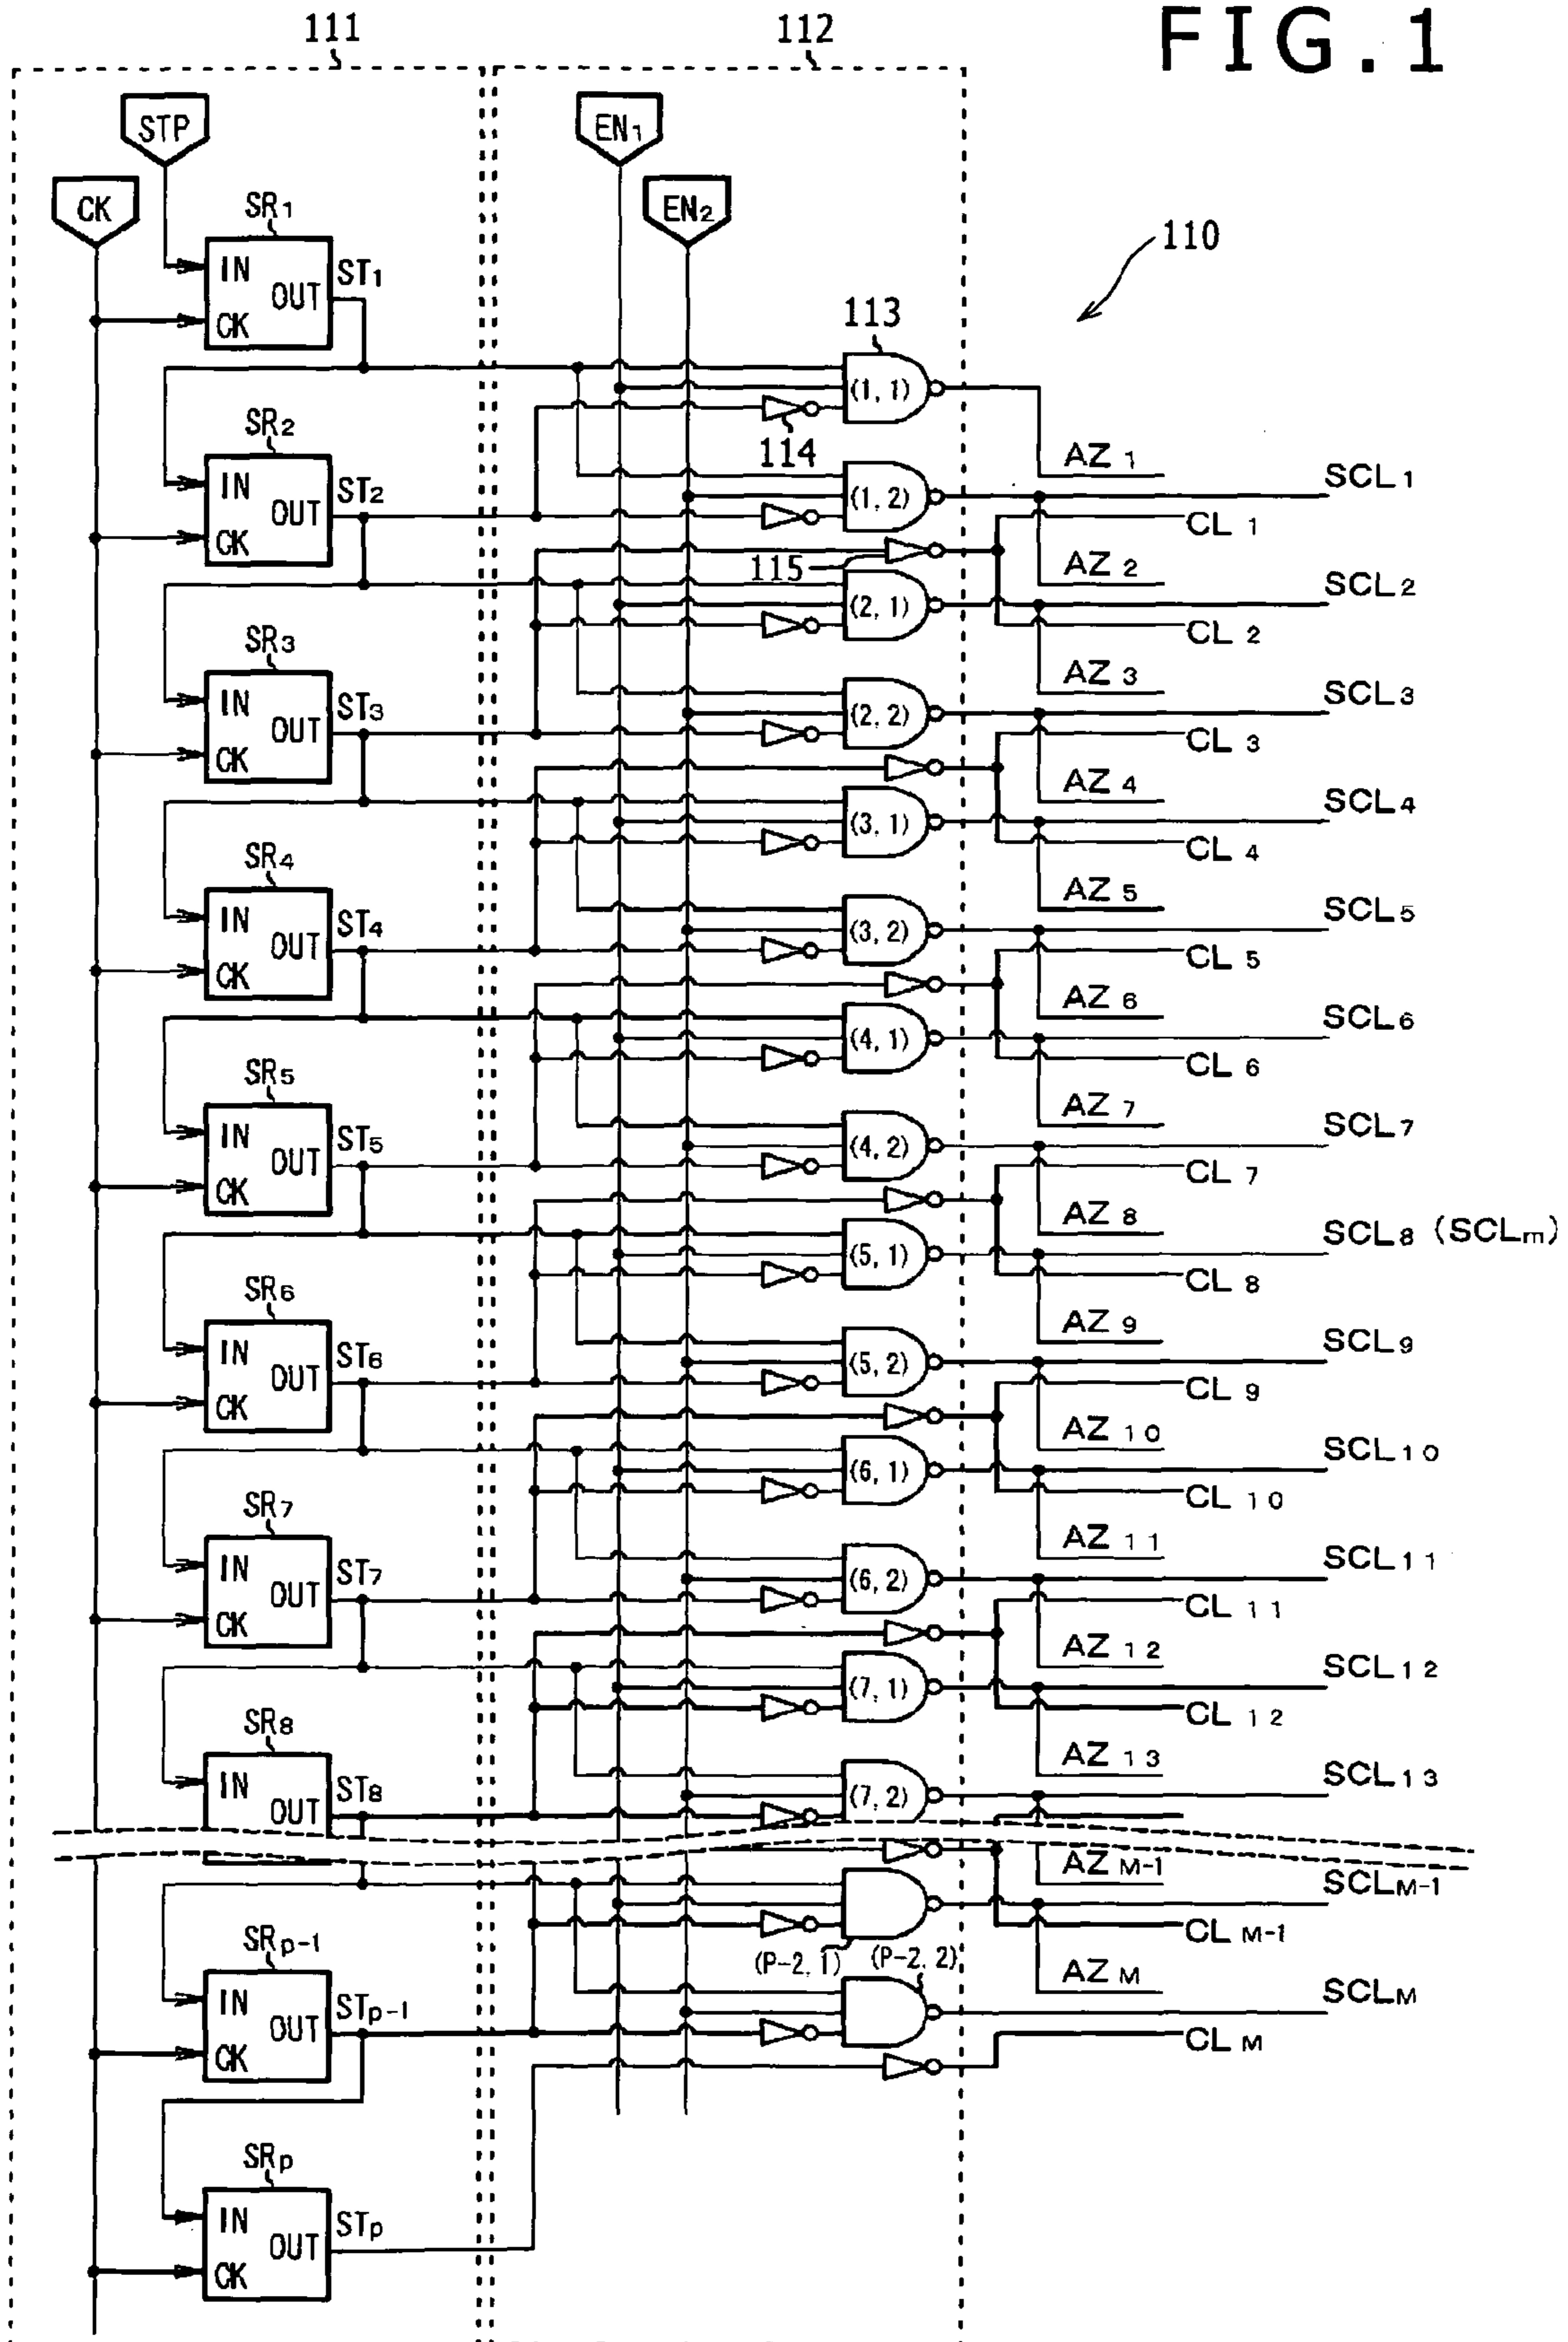 FIG.1
111
112
STP
EN1
CK
EN2
SR1
110
IN
ST1
OUT
CK
113
(1, 1)
SR2
114
AZ 1
SCL1
IN
ST2
(1, 2)
OUT
CL 1
CK
115
AZ 2
SCL2
(2, 1)
CL 2
SR3
AZ 3
SCL3
IN
ST3
(2, 2)
OUT
CL 3
CK
AZ 4
SCL4
(3, 1)
CL 4
SR4
AZ 5
SCL5
IN
ST4
(3, 2)
OUT
CL 5
CK
AZ 6
SCL6
(4, 1)
CL 6
SR5
AZ 7
SCL7
IN
ST5
(4, 2)
OUT
CL 7
CK
AZ 8
SCL8 (SCLm)
(5, 1)
CL 8
SR6
AZ 9
SCL9
IN
ST6
(5, 2)
OUT
CL 9
CK
AZ 10
SCL10
(6, 1)
CL 10
SR7
AZ 11
SCL11
IN
ST7
(6, 2)
OUT
CL 11
CK
AZ 12
SCL12
(7, 1)
CL 12
SR8
AZ 13
SCL13
IN
ST8
(7, 2)
OUT
AZ M-1
SCLM-1
CL M-1
SRp-1
(P-2, 1)
(P-2, 2)
AZ M
SCLM
IN
STp-1
OUT
CL M
CK
SRp
IN
STp
OUT
CK